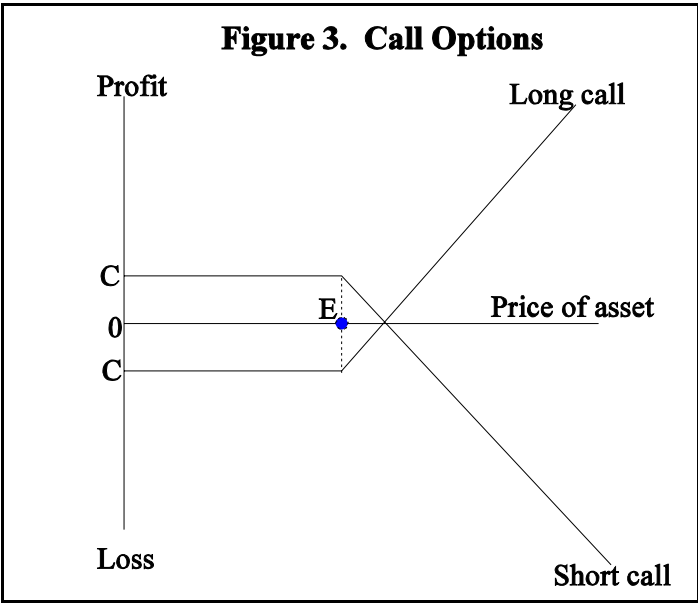 Figure 3. Call Options
Profit
Long call
C
E
Price of asset
0
C
Loss
Short call